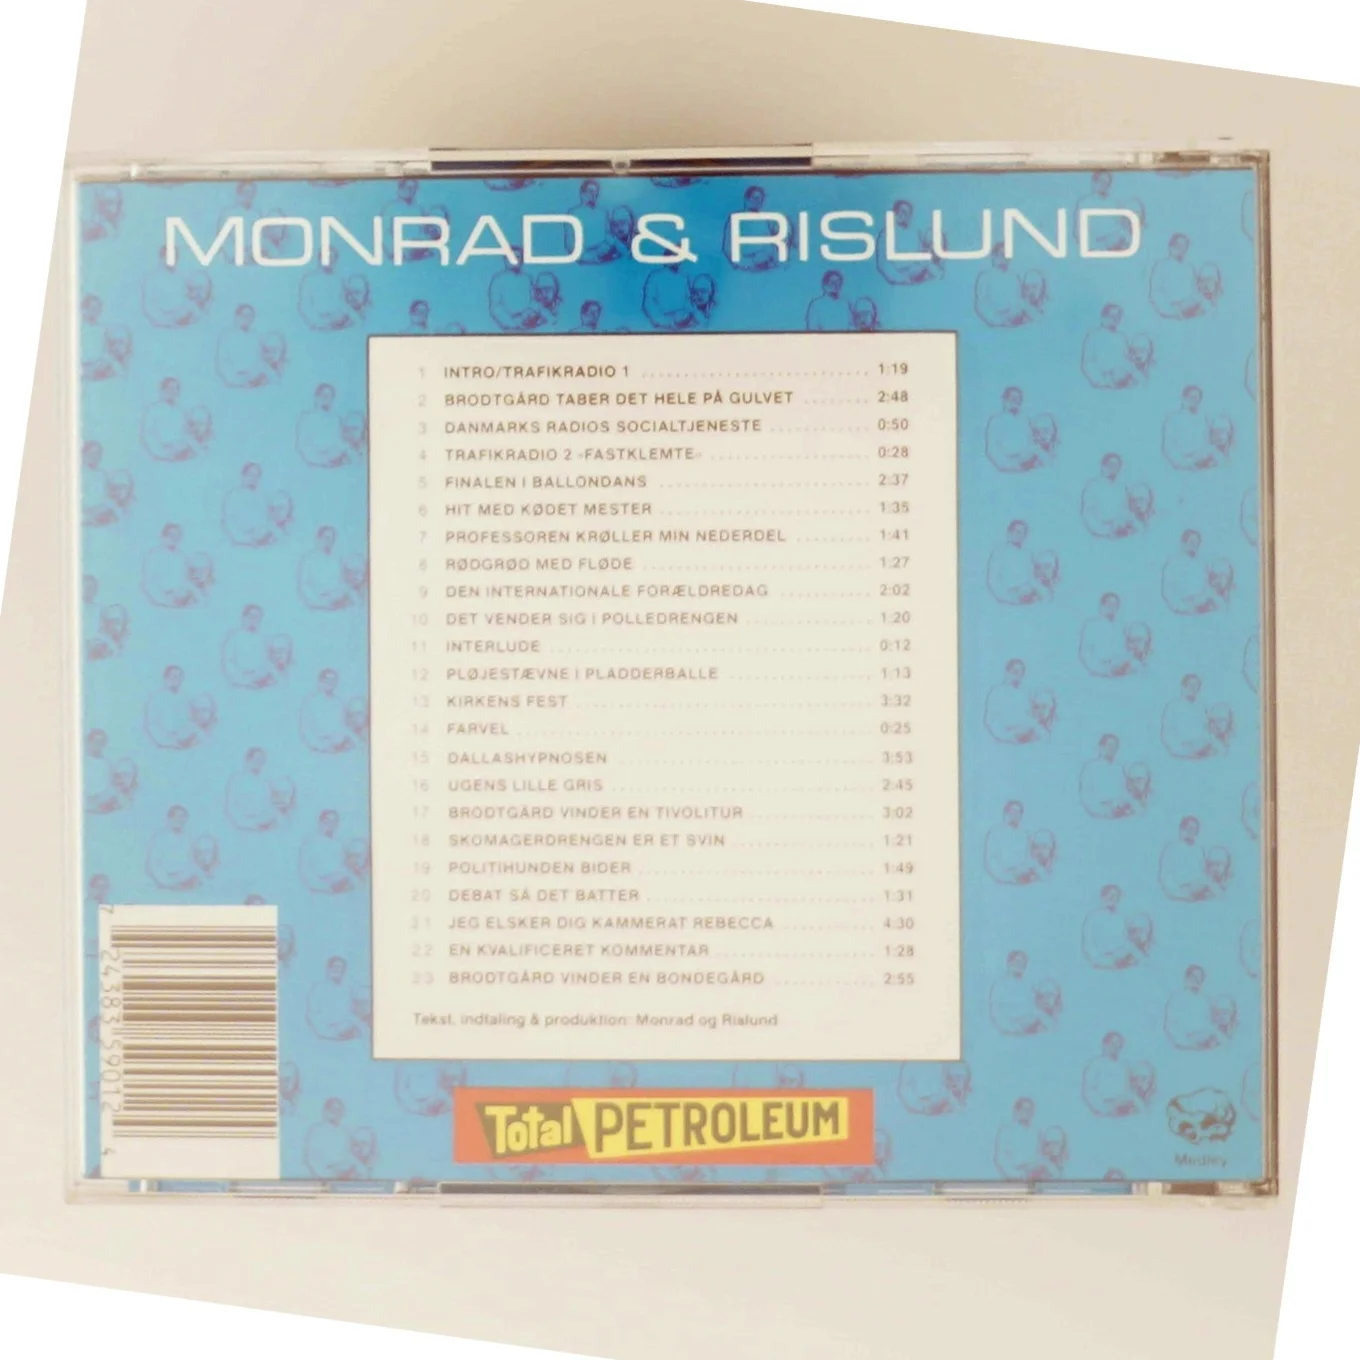 MONRAD & RISLUND
1 INTRO/TRAFIKRADIO 1 1:19
2 BRODTGÅRD TABER DET HELE PÅ GULVET 2:48
3 DANMARKS RADIOS SOCIALTJENESTE 0:50
4 TRAFIKRADIO 2 »FASTKLEMTE« 0:28
5 FINALEN I BALLONDANS 2:37
6 HIT MED KØDET MESTER 1:35
7 PROFESSOREN KRØLLER MIN NEDERDEL 1:41
8 RØDGRØD MED FLØDE 1:27
9 DEN INTERNATIONALE FORÆLDREDAG 2:02
10 DET VENDER SIG I POLLEDRENGEN 1:20
11 INTERLUDE 0:12
12 PLØJESTÆVNE I PLADDERBALLE 1:13
13 KIRKENS FEST 3:32
14 FARVEL 0:25
15 DALLASHYPNOSEN 3:53
16 UGENS LILLE GRIS 2:45
17 BRODTGÅRD VINDER EN TIVOLITUR 3:02
18 SKOMAGERDRENGEN ER ET SVIN 1:21
19 POLITIHUNDEN BIDER 1:49
20 DEBAT SÅ DET BATTER 1:31
21 JEG ELSKER DIG KAMMERAT REBECCA 4:30
22 EN KVALIFICERET KOMMENTAR 1:28
23 BRODTGÅRD VINDER EN BONDEGÅRD 2:55
Tekst, indtaling & produktion: Monrad og Rislund
7 24383 59012 4
Total PETROLEUM
Medley